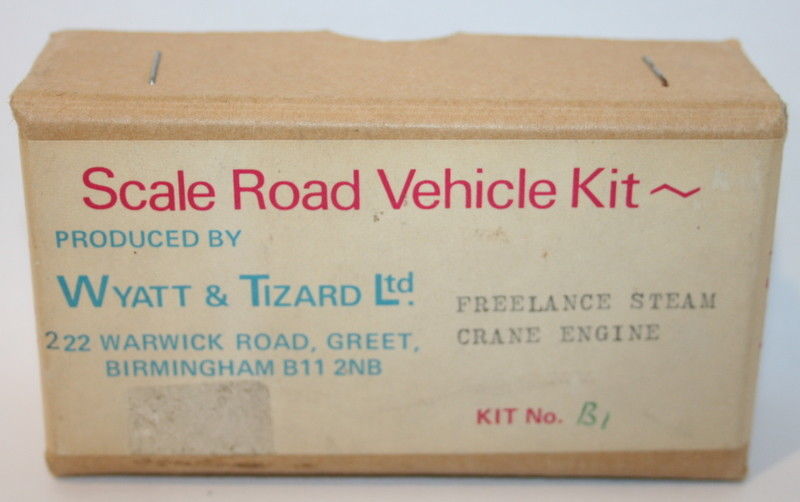 Scale Road Vehicle Kit ~
PRODUCED BY
WYATT & TIZARD Ltd.
222 WARWICK ROAD, GREET,
BIRMINGHAM B11 2NB
FREELANCE STEAM
CRANE ENGINE
KIT No. B1